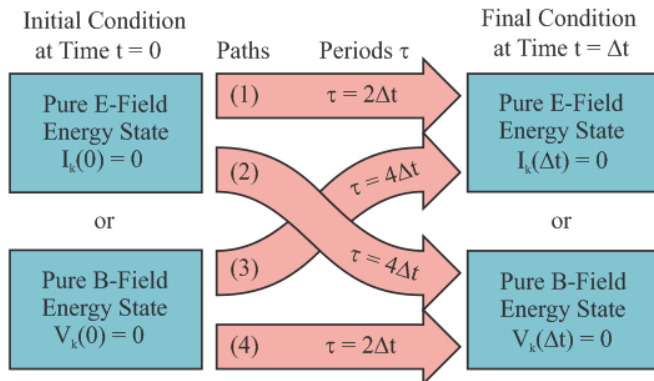 Initial Condition
at Time t = 0
Paths
Periods τ
Final Condition
at Time t = Δt
Pure E-Field
Energy State
Iₖ(0) = 0
(1)
τ = 2Δt
Pure E-Field
Energy State
Iₖ(Δt) = 0
(2)
τ = 4Δt
or
or
(3)
τ = 4Δt
Pure B-Field
Energy State
Vₖ(0) = 0
(4)
τ = 2Δt
Pure B-Field
Energy State
Vₖ(Δt) = 0